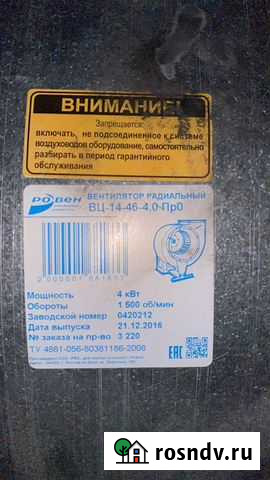 ВНИМАНИЕ!
Запрещается:
включать не подсоединенное к системе
воздуховодов оборудование, самостоятельно
разбирать в период гарантийного
обслуживания
РОВЕН
ВЕНТИЛЯТОР РАДИАЛЬНЫЙ
ВЦ-14-46-4.0-Пр0
Мощность 4 кВт
Обороты 1 500 об/мин
Заводской номер 0420212
Дата выпуска 21.12.2016
№ заказа на пр-во 3 220
ТУ 4861-056-80381186-2006
EAC
rosndv.ru